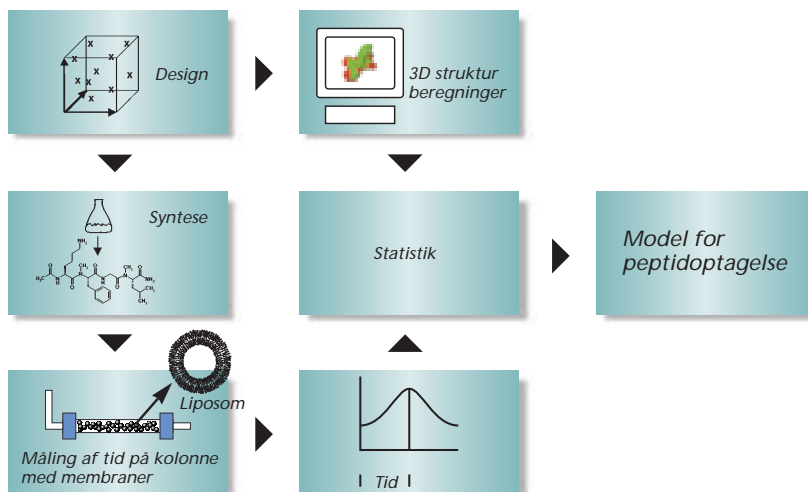 Design
3D struktur
beregninger
Syntese
Statistik
Model for
peptidoptagelse
Liposom
Måling af tid på kolonne
med membraner
Tid